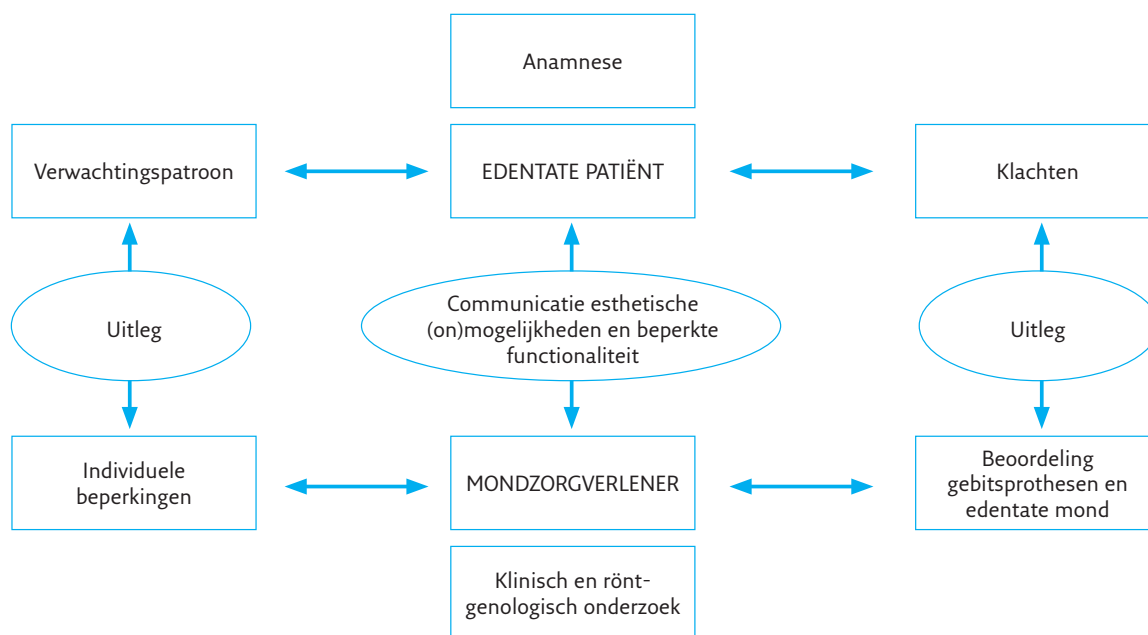 Anamnese
Verwachtingspatroon
EDENTATE PATIËNT
Klachten
Uitleg
Communicatie esthetische
(on)mogelijkheden en beperkte
functionaliteit
Uitleg
Individuele
beperkingen
MONDZORGVERLENER
Beoordeling
gebitsprothesen en
edentate mond
Klinisch en rönt-
genologisch onderzoek